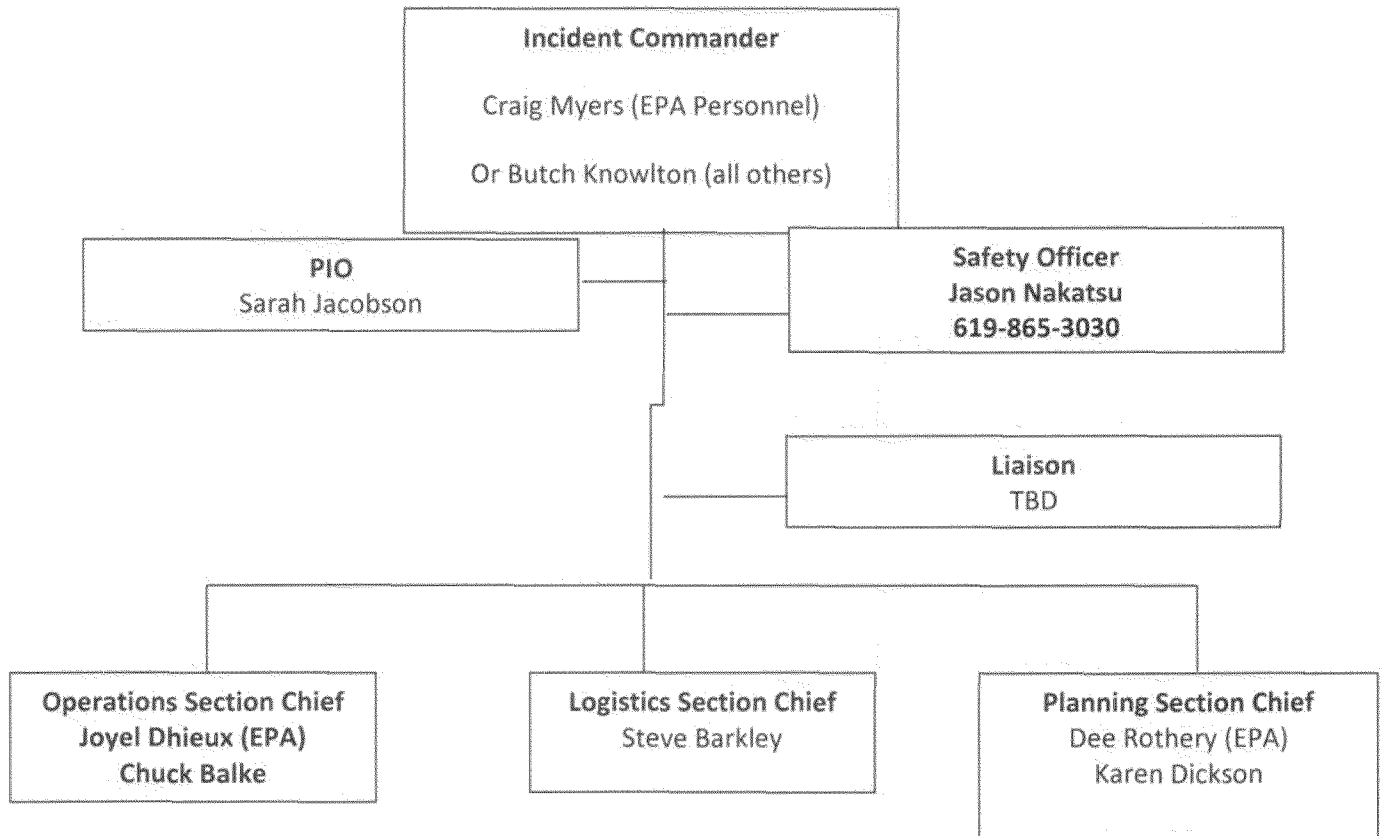 Incident Commander
Craig Myers (EPA Personnel)
Or Butch Knowlton (all others)
PIO
Sarah Jacobson
Safety Officer
Jason Nakatsu
619-865-3030
Liaison
TBD
Operations Section Chief
Joyel Dhieux (EPA)
Chuck Balke
Logistics Section Chief
Steve Barkley
Planning Section Chief
Dee Rothery (EPA)
Karen Dickson